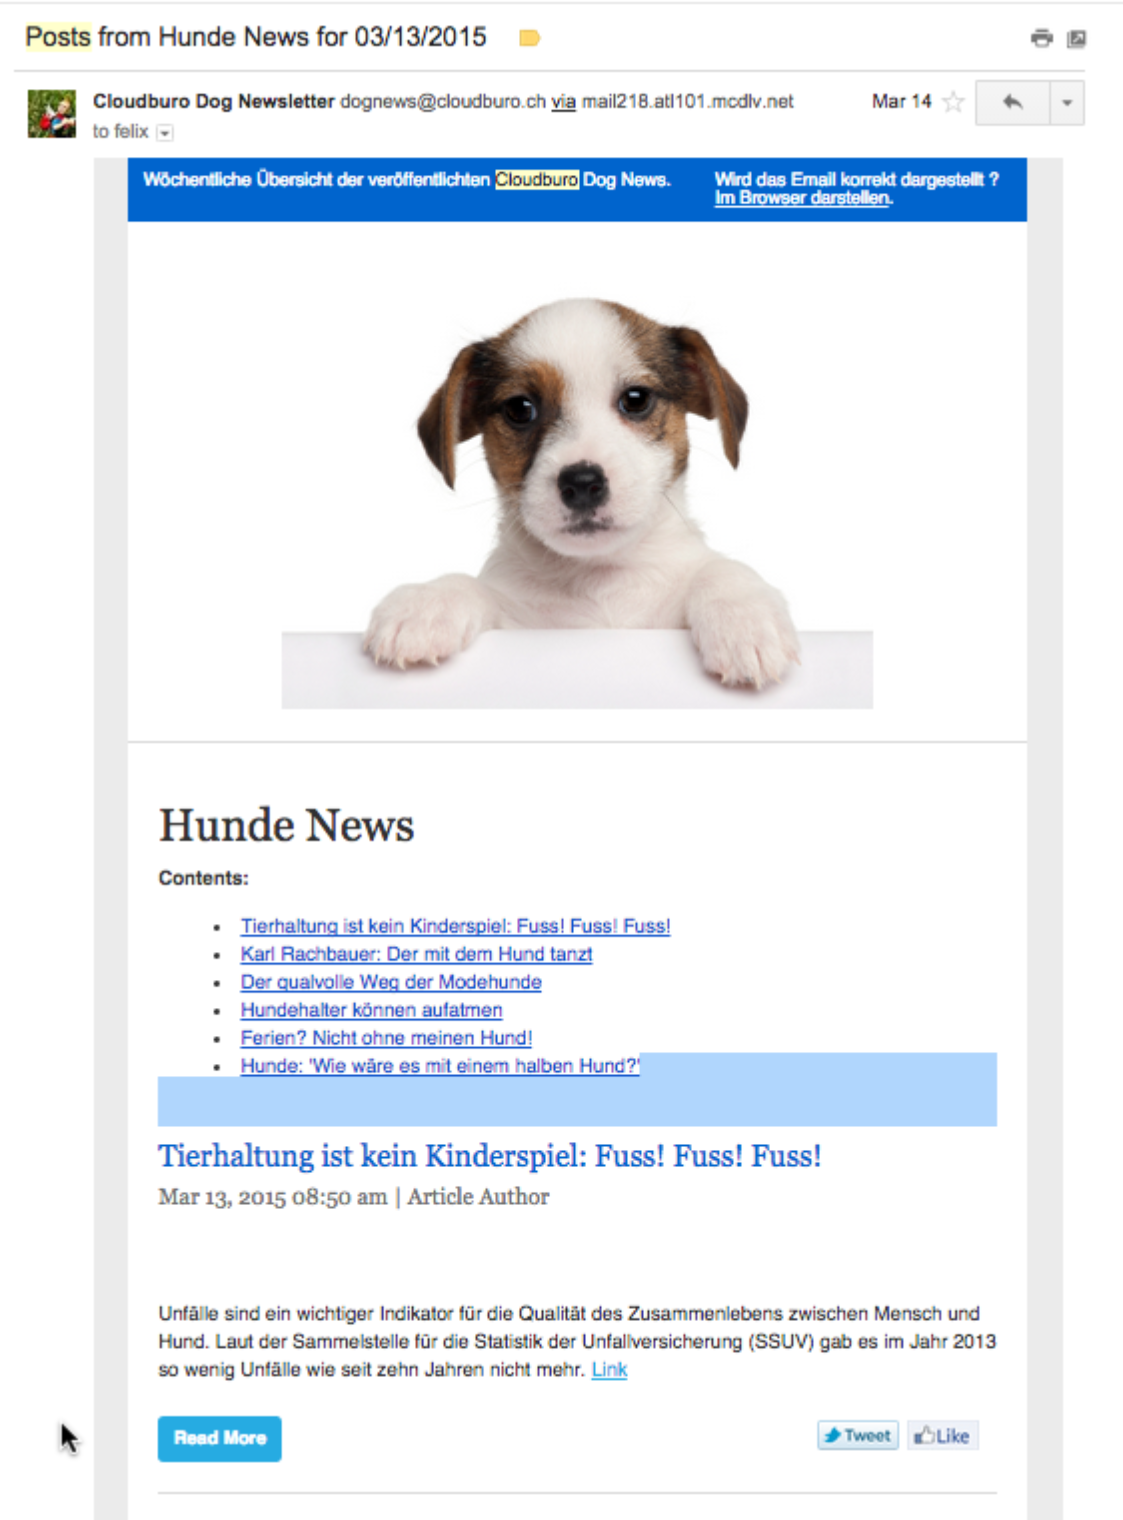 Posts from Hunde News for 03/13/2015
Cloudburo Dog Newsletter dognews@cloudburo.ch via mail218.atl101.mcdlv.net Mar 14
to felix
Wöchentliche Übersicht der veröffentlichten Cloudburo Dog News.
Wird das Email korrekt dargestellt ?
Im Browser darstellen.
Hunde News
Contents:
• Tierhaltung ist kein Kinderspiel: Fuss! Fuss! Fuss!
• Karl Rachbauer: Der mit dem Hund tanzt
• Der qualvolle Weg der Modehunde
• Hundehalter können aufatmen
• Ferien? Nicht ohne meinen Hund!
• Hunde: 'Wie wäre es mit einem halben Hund?'
Tierhaltung ist kein Kinderspiel: Fuss! Fuss! Fuss!
Mar 13, 2015 08:50 am | Article Author
Unfälle sind ein wichtiger Indikator für die Qualität des Zusammenlebens zwischen Mensch und
Hund. Laut der Sammelstelle für die Statistik der Unfallversicherung (SSUV) gab es im Jahr 2013
so wenig Unfälle wie seit zehn Jahren nicht mehr. Link
Read More
Tweet
Like